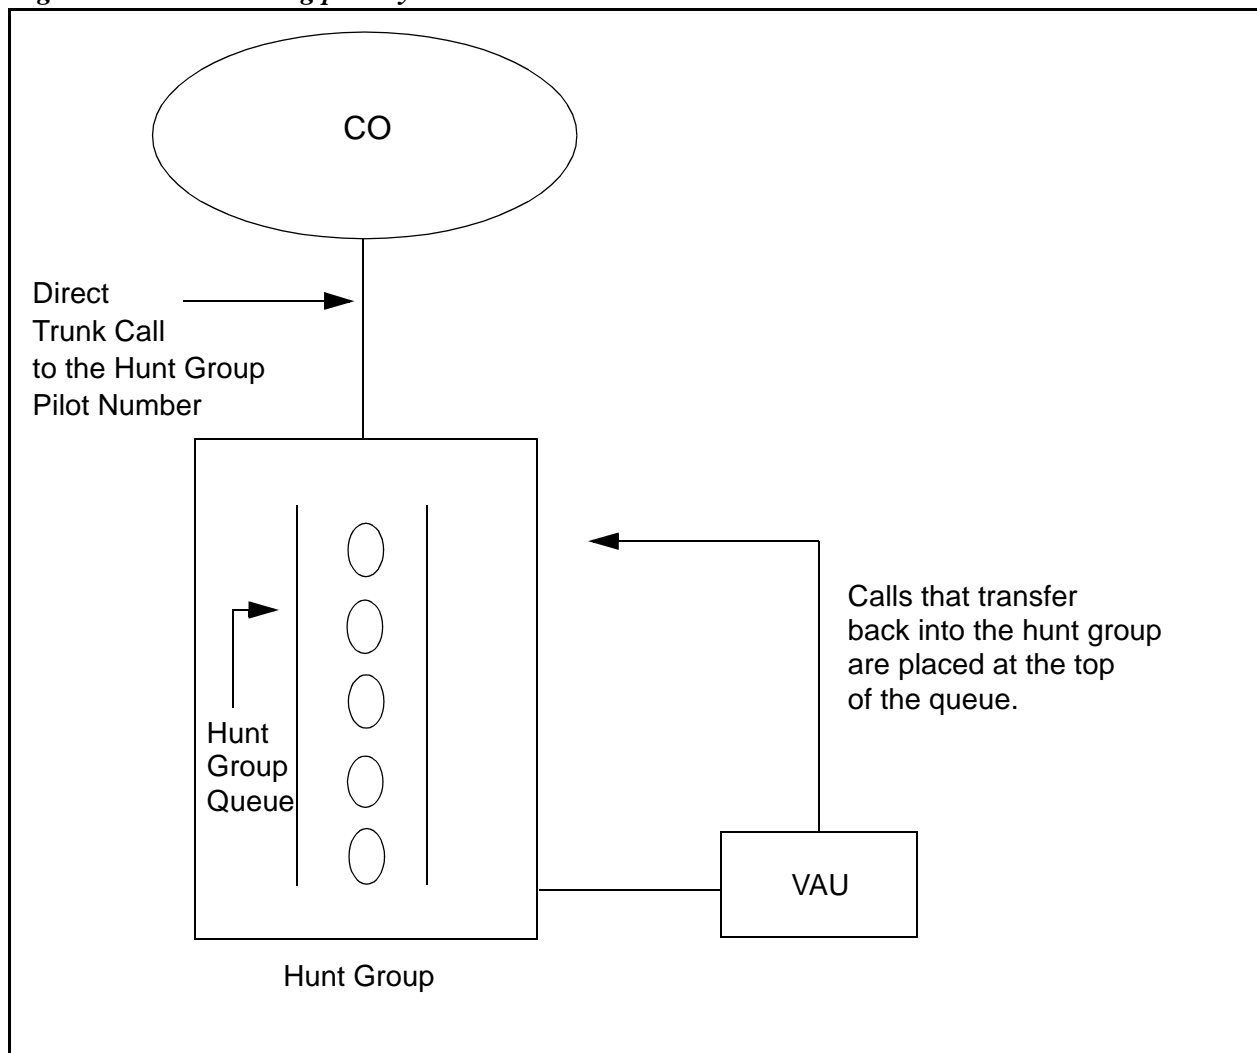 CO
Direct
Trunk Call
to the Hunt Group
Pilot Number
Calls that transfer
back into the hunt group
are placed at the top
of the queue.
Hunt
Group
Queue
VAU
Hunt Group